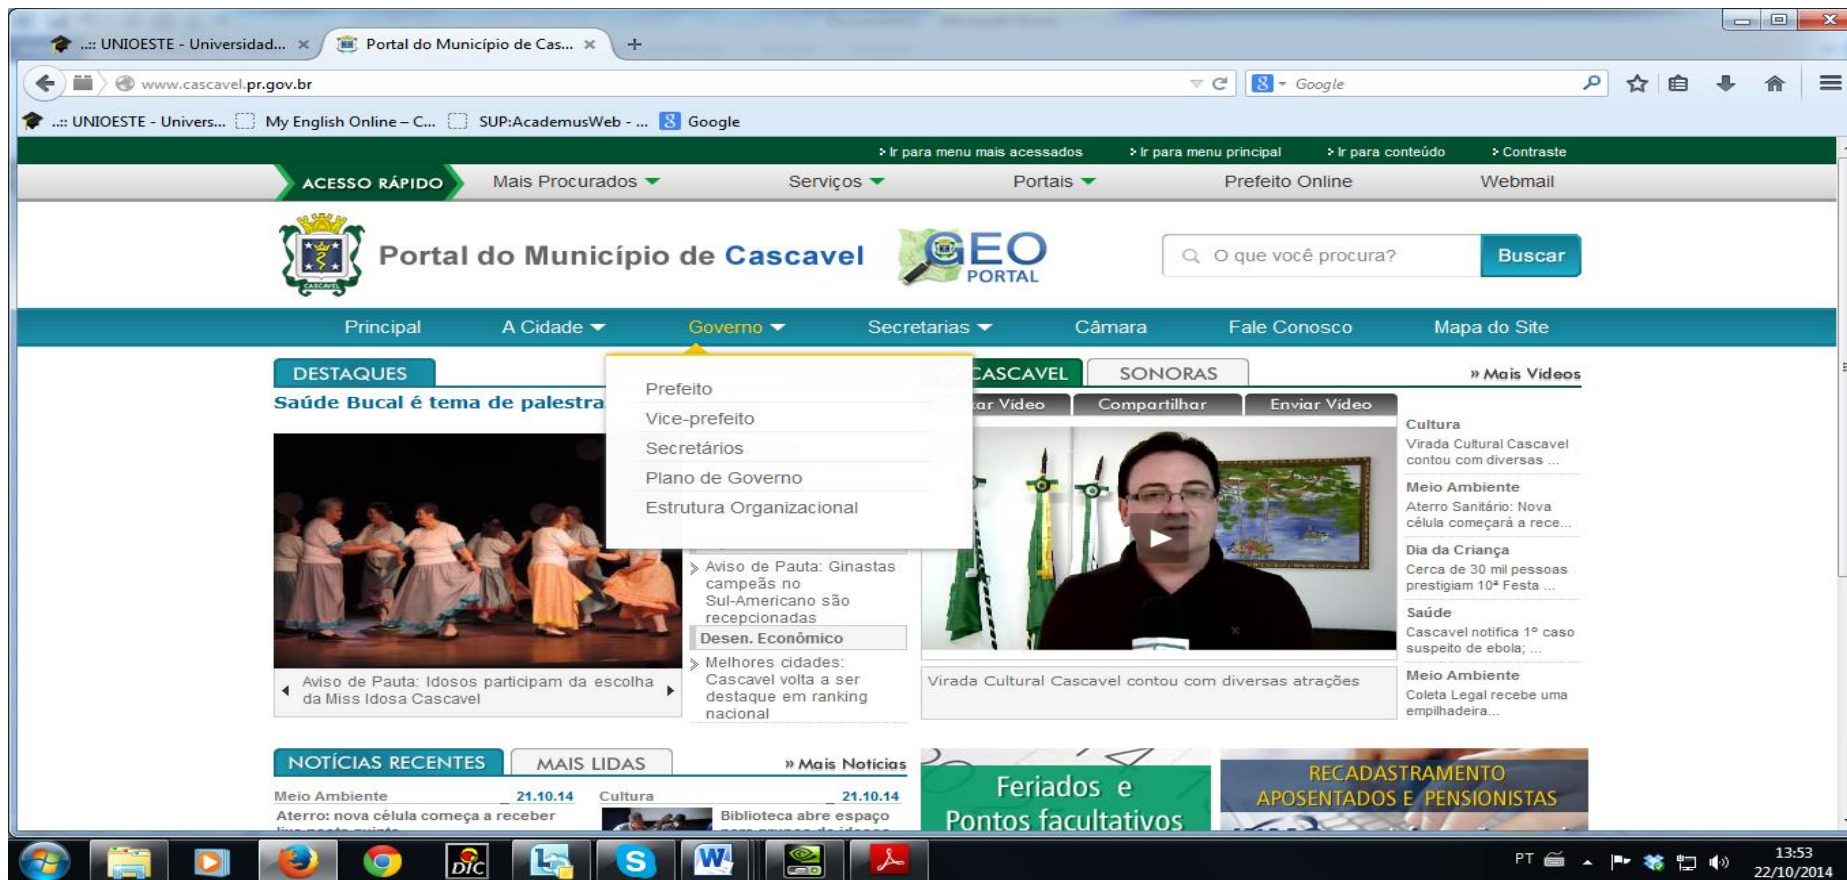 ..:: UNIOESTE - Universidad...
Portal do Município de Cas...
www.cascavel.pr.gov.br
Google
..:: UNIOESTE - Univers...
My English Online – C...
SUP:AcademusWeb - ...
Google
Ir para menu mais acessados
Ir para menu principal
Ir para conteúdo
Contraste
ACESSO RÁPIDO
Mais Procurados
Serviços
Portais
Prefeito Online
Webmail
CASCAVEL
Portal do Município de Cascavel
GEO
PORTAL
O que você procura?
Buscar
Principal
A Cidade
Governo
Secretarias
Câmara
Fale Conosco
Mapa do Site
Prefeito
Vice-prefeito
Secretários
Plano de Governo
Estrutura Organizacional
DESTAQUES
Saúde Bucal é tema de palestra
Aviso de Pauta: Idosos participam da escolha
da Miss Idosa Cascavel
Aviso de Pauta: Ginastas
campeãs no
Sul-Americano são
recepcionadas
Desen. Econômico
Melhores cidades:
Cascavel volta a ser
destaque em ranking
nacional
CASCAVEL
SONORAS
» Mais Vídeos
Vídeo
Compartilhar
Enviar Vídeo
Virada Cultural Cascavel contou com diversas atrações
Cultura
Virada Cultural Cascavel
contou com diversas ...
Meio Ambiente
Aterro Sanitário: Nova
célula começará a rece...
Dia da Criança
Cerca de 30 mil pessoas
prestigiam 10ª Festa ...
Saúde
Cascavel notifica 1º caso
suspeito de ebola; ...
Meio Ambiente
Coleta Legal recebe uma
empilhadeira...
NOTÍCIAS RECENTES
MAIS LIDAS
» Mais Notícias
Meio Ambiente
21.10.14
Aterro: nova célula começa a receber
Cultura
21.10.14
Biblioteca abre espaço
Feriados e
Pontos facultativos
RECADASTRAMENTO
APOSENTADOS E PENSIONISTAS
DIC
PT
13:53
22/10/2014